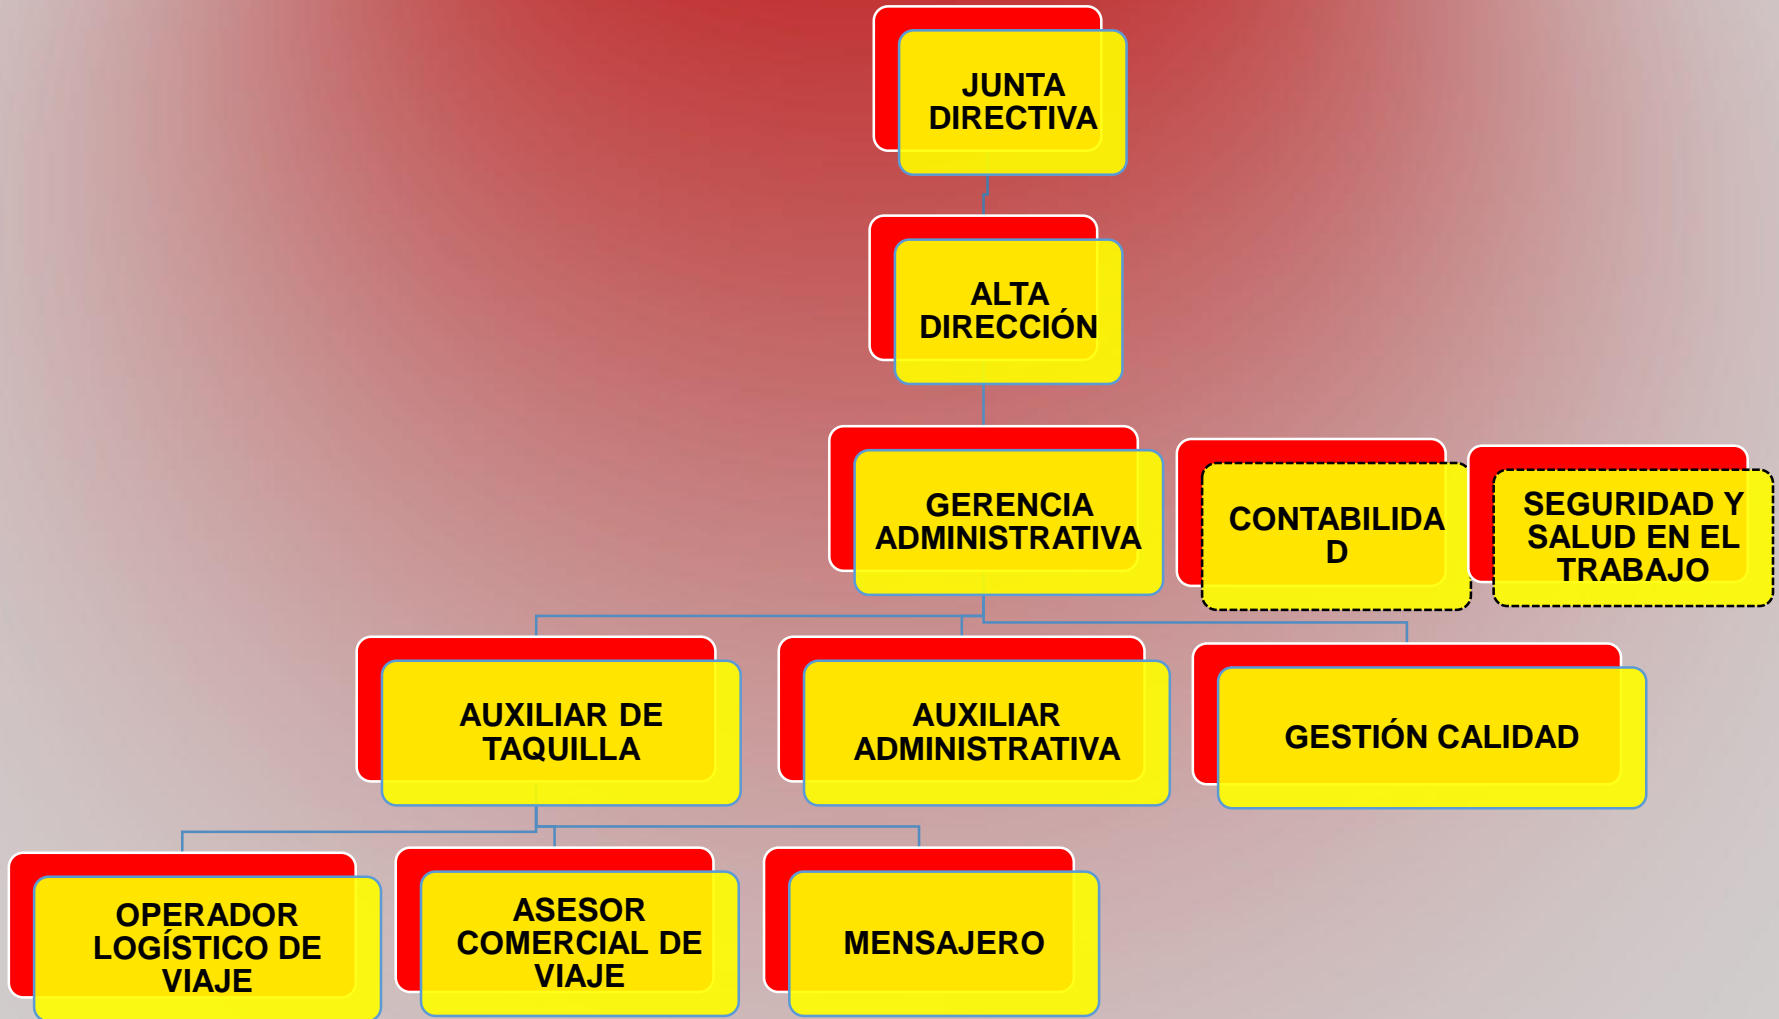 JUNTA
DIRECTIVA
ALTA
DIRECCIÓN
GERENCIA
ADMINISTRATIVA
CONTABILIDA
D
SEGURIDAD Y
SALUD EN EL
TRABAJO
AUXILIAR DE
TAQUILLA
AUXILIAR
ADMINISTRATIVA
GESTIÓN CALIDAD
OPERADOR
LOGÍSTICO DE
VIAJE
ASESOR
COMERCIAL DE
VIAJE
MENSAJERO